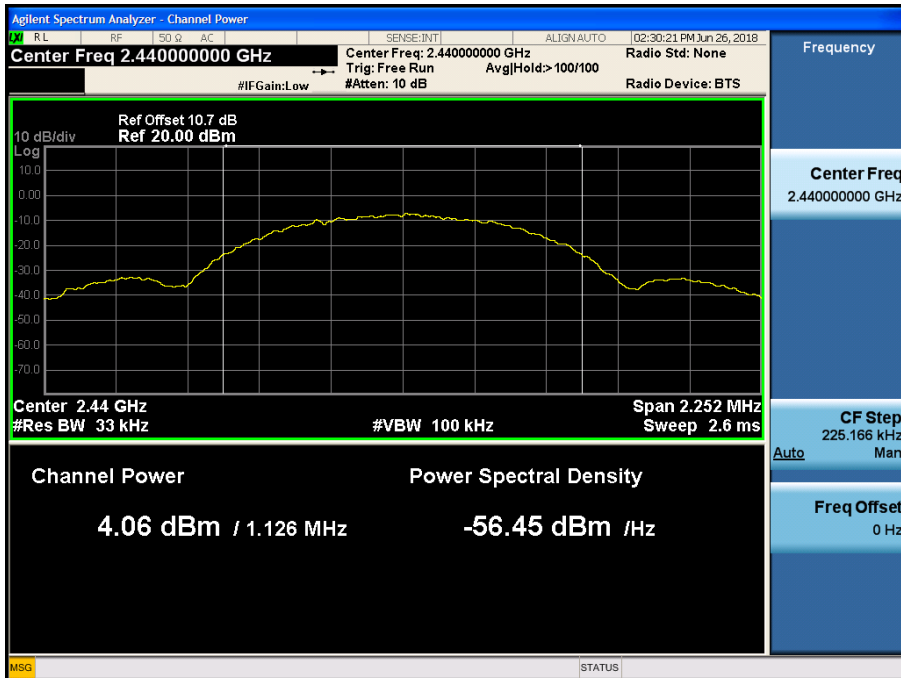 Agilent Spectrum Analyzer - Channel Power
LXI RL RF 50 Ω AC SENSE:INT ALIGN AUTO 02:30:21 PM Jun 26, 2018
Center Freq 2.440000000 GHz
Center Freq: 2.440000000 GHz
Radio Std: None
Trig: Free Run Avg|Hold:> 100/100
#IFGain:Low
#Atten: 10 dB
Radio Device: BTS
Ref Offset 10.7 dB
10 dB/div Ref 20.00 dBm
Log
10.0
0.00
-10.0
-20.0
-30.0
-40.0
-50.0
-60.0
-70.0
Center 2.44 GHz Span 2.252 MHz
#Res BW 33 kHz #VBW 100 kHz Sweep 2.6 ms
Channel Power Power Spectral Density
4.06 dBm / 1.126 MHz -56.45 dBm /Hz
Frequency
Center Freq
2.440000000 GHz
CF Step
225.166 kHz
Auto Man
Freq Offset
0 Hz
MSG STATUS